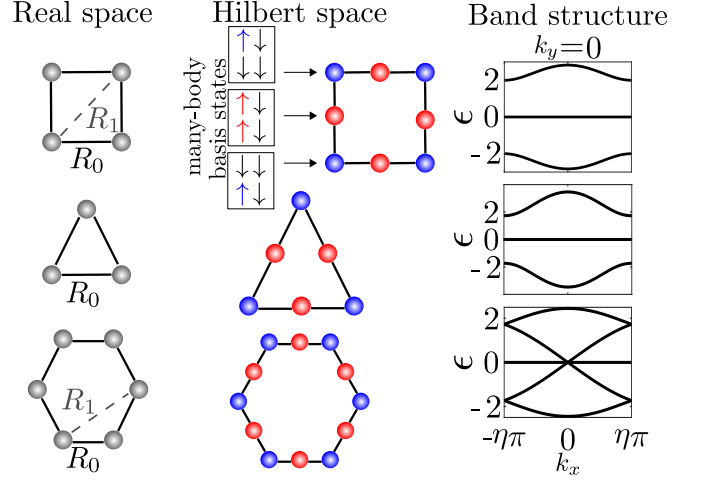 Real space
Hilbert space
Band structure
many-body
basis states
↑↓
↓↓
↑↓
↑↓
↓↓
↑↓
R₁
R₀
R₀
R₁
R₀
k_y=0
2
0
-2
ϵ
2
0
-2
ϵ
2
0
-2
ϵ
-ηπ
0
ηπ
k_x